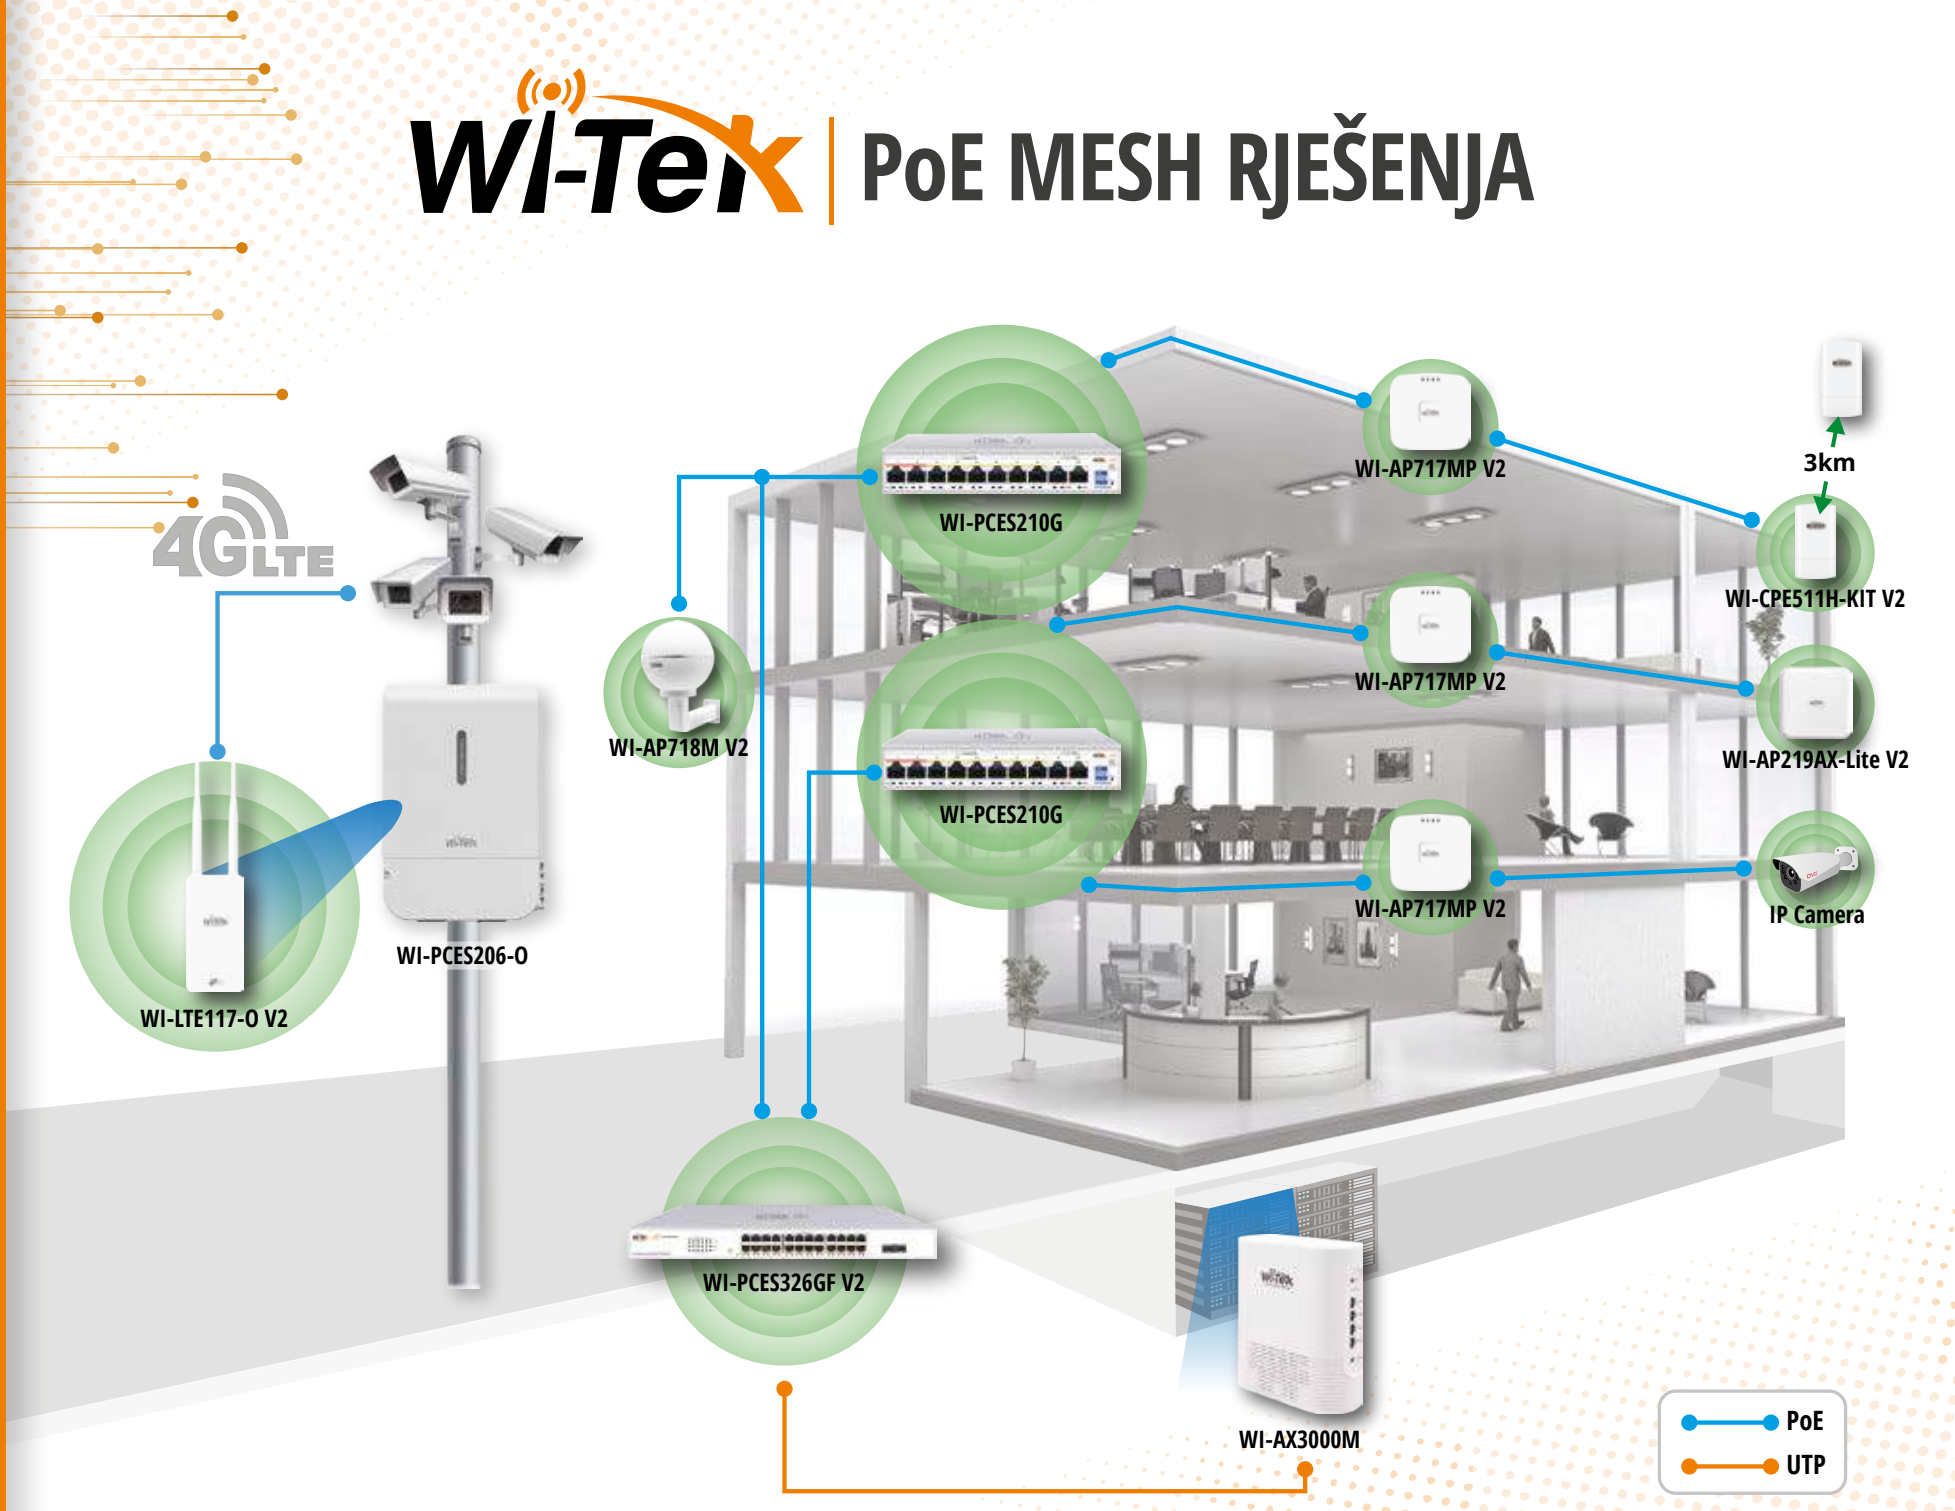 Wi-Tek
PoE MESH RJEŠENJA
4G LTE
WI-PCES210G
WI-AP717MP V2
3km
WI-CPE511H-KIT V2
WI-AP717MP V2
WI-AP718M V2
WI-AP219AX-Lite V2
WI-PCES210G
WI-AP717MP V2
IP Camera
WI-PCES206-O
WI-LTE117-O V2
WI-PCES326GF V2
WI-AX3000M
PoE
UTP